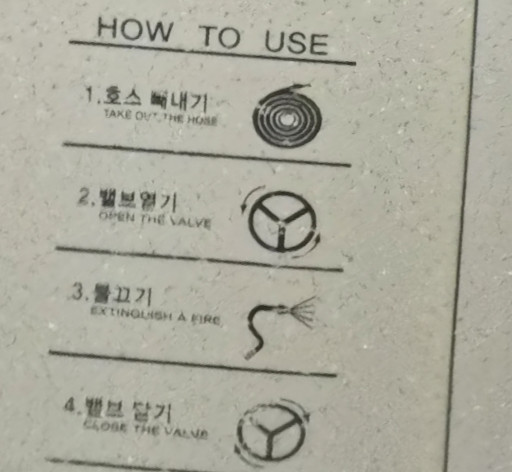 HOW TO USE
1.호스 빼내기
TAKE OUT THE HOSE
2.밸브열기
OPEN THE VALVE
3.불끄기
EXTINGUISH A FIRE
4.밸브 닫기
CLOSE THE VALVE